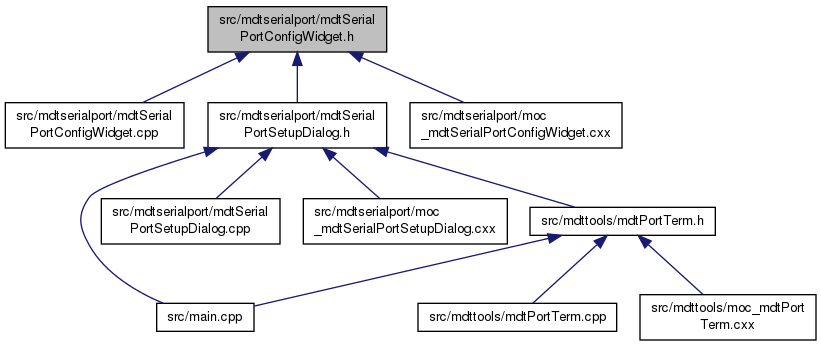 src/mdtserialport/mdtSerial
PortConfigWidget.h
src/mdtserialport/mdtSerial
PortConfigWidget.cpp
src/mdtserialport/mdtSerial
PortSetupDialog.h
src/mdtserialport/moc
_mdtSerialPortConfigWidget.cxx
src/mdtserialport/mdtSerial
PortSetupDialog.cpp
src/mdtserialport/moc
_mdtSerialPortSetupDialog.cxx
src/mdttools/mdtPortTerm.h
src/main.cpp
src/mdttools/mdtPortTerm.cpp
src/mdttools/moc_mdtPort
Term.cxx